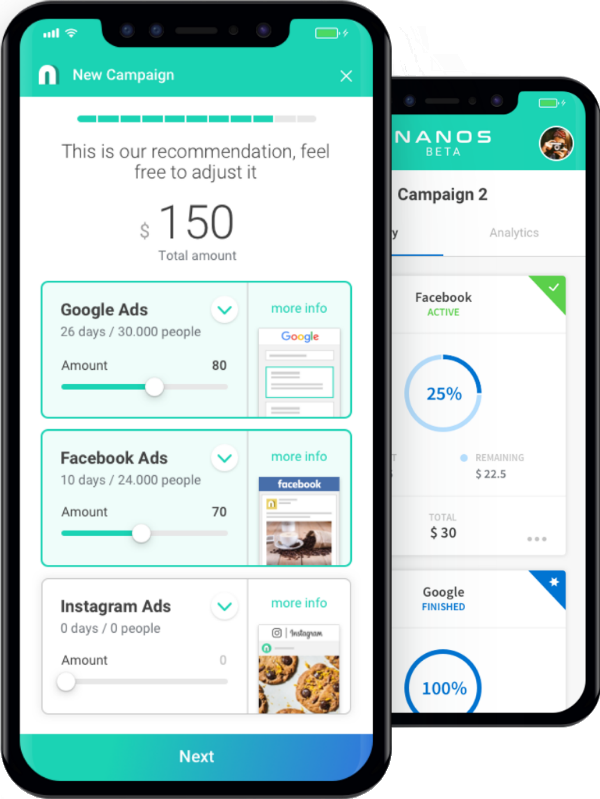 New Campaign
This is our recommendation, feel
free to adjust it
$ 150
Total amount
Google Ads
more info
26 days / 30.000 people
Google
Amount 80
Facebook Ads
more info
10 days / 24.000 people
facebook
Amount 70
Instagram Ads
more info
0 days / 0 people
Instagram
Amount 0
Next
NANOS
BETA
Campaign 2
y
Analytics
Facebook
ACTIVE
25%
T
REMAINING
$ 22.5
TOTAL
$ 30
Google
FINISHED
100%